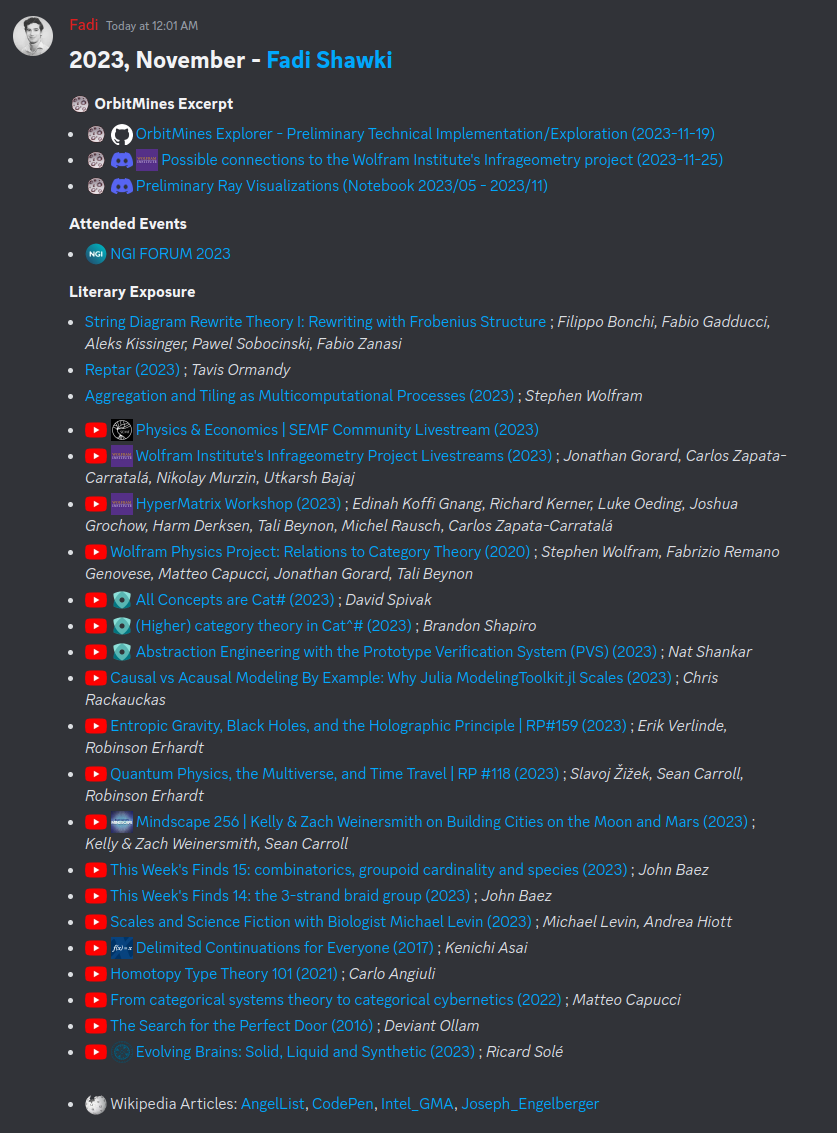 Fadi Today at 12:01 AM
2023, November - Fadi Shawki
OrbitMines Excerpt
OrbitMines Explorer - Preliminary Technical Implementation/Exploration (2023-11-19)
Possible connections to the Wolfram Institute's Infrageometry project (2023-11-25)
Preliminary Ray Visualizations (Notebook 2023/05 - 2023/11)
Attended Events
NGI NGI FORUM 2023
Literary Exposure
String Diagram Rewrite Theory I: Rewriting with Frobenius Structure ; Filippo Bonchi, Fabio Gadducci,
Aleks Kissinger, Pawel Sobocinski, Fabio Zanasi
Reptar (2023) ; Tavis Ormandy
Aggregation and Tiling as Multicomputational Processes (2023) ; Stephen Wolfram
Physics & Economics | SEMF Community Livestream (2023)
Wolfram Institute's Infrageometry Project Livestreams (2023) ; Jonathan Gorard, Carlos Zapata-
Carratalá, Nikolay Murzin, Utkarsh Bajaj
HyperMatrix Workshop (2023) ; Edinah Koffi Gnang, Richard Kerner, Luke Oeding, Joshua
Grochow, Harm Derksen, Tali Beynon, Michel Rausch, Carlos Zapata-Carratalá
Wolfram Physics Project: Relations to Category Theory (2020) ; Stephen Wolfram, Fabrizio Remano
Genovese, Matteo Capucci, Jonathan Gorard, Tali Beynon
All Concepts are Cat# (2023) ; David Spivak
(Higher) category theory in Cat^# (2023) ; Brandon Shapiro
Abstraction Engineering with the Prototype Verification System (PVS) (2023) ; Nat Shankar
Causal vs Acausal Modeling By Example: Why Julia ModelingToolkit.jl Scales (2023) ; Chris
Rackauckas
Entropic Gravity, Black Holes, and the Holographic Principle | RP#159 (2023) ; Erik Verlinde,
Robinson Erhardt
Quantum Physics, the Multiverse, and Time Travel | RP #118 (2023) ; Slavoj Žižek, Sean Carroll,
Robinson Erhardt
Mindscape 256 | Kelly & Zach Weinersmith on Building Cities on the Moon and Mars (2023) ;
Kelly & Zach Weinersmith, Sean Carroll
This Week's Finds 15: combinatorics, groupoid cardinality and species (2023) ; John Baez
This Week's Finds 14: the 3-strand braid group (2023) ; John Baez
Scales and Science Fiction with Biologist Michael Levin (2023) ; Michael Levin, Andrea Hiott
Delimited Continuations for Everyone (2017) ; Kenichi Asai
Homotopy Type Theory 101 (2021) ; Carlo Angiuli
From categorical systems theory to categorical cybernetics (2022) ; Matteo Capucci
The Search for the Perfect Door (2016) ; Deviant Ollam
Evolving Brains: Solid, Liquid and Synthetic (2023) ; Ricard Solé
Wikipedia Articles: AngelList, CodePen, Intel_GMA, Joseph_Engelberger